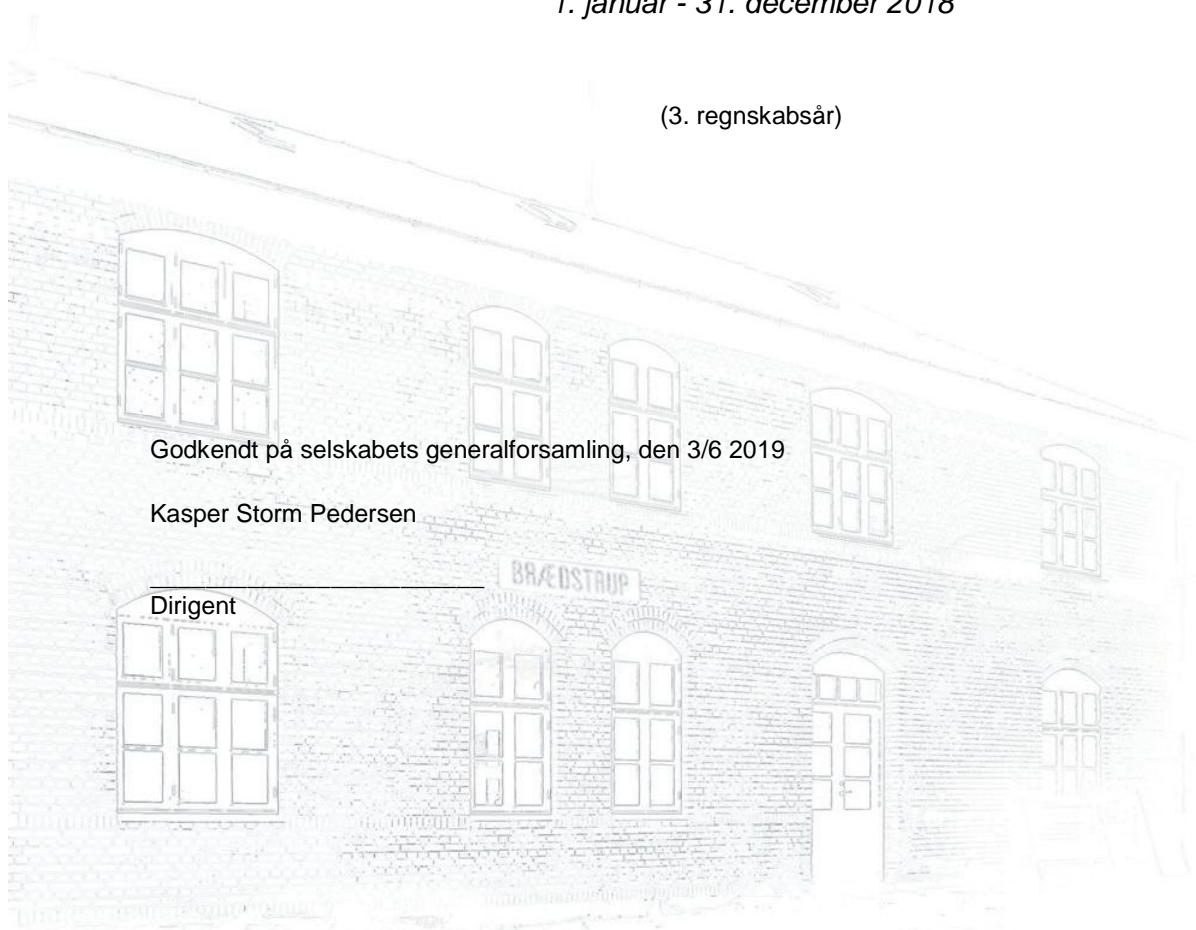 1. januar - 31. december 2018
(3. regnskabsår)
Godkendt på selskabets generalforsamling, den 3/6 2019
Kasper Storm Pedersen
Dirigent
BRÆDSTRUP